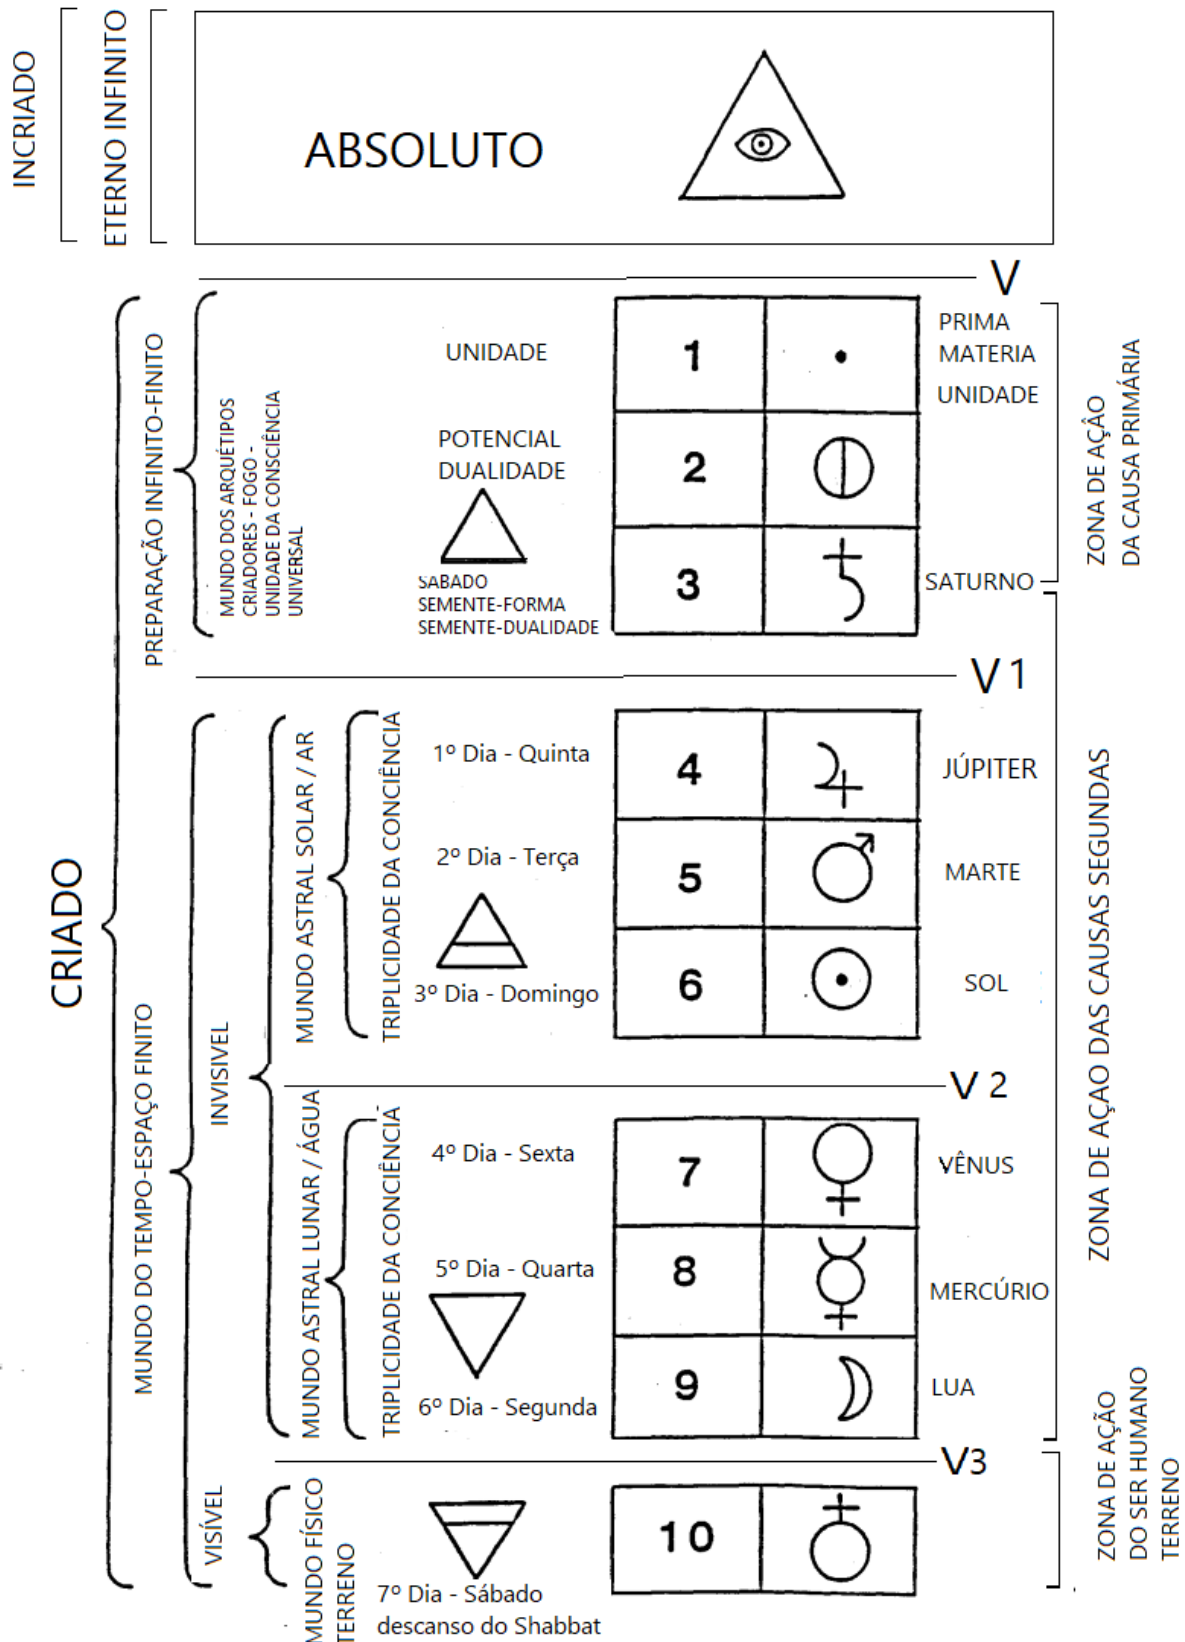 INCRIADO
ETERNO INFINITO
ABSOLUTO
V
CRIADO
PREPARAÇÃO INFINITO-FINITO
MUNDO DOS ARQUÉTIPOS
CRIADORES - FOGO -
UNIDADE DA CONSCIÊNCIA
UNIVERSAL
UNIDADE
1
PRIMA
MATERIA
UNIDADE
POTENCIAL
DUALIDADE
2
SABADO
SEMENTE-FORMA
SEMENTE-DUALIDADE
3
SATURNO
ZONA DE AÇÃO
DA CAUSA PRIMÁRIA
V 1
MUNDO DO TEMPO-ESPAÇO FINITO
INVISIVEL
MUNDO ASTRAL SOLAR / AR
TRIPLICIDADE DA CONCIÊNCIA
1º Dia - Quinta
4
JÚPITER
2º Dia - Terça
5
MARTE
3º Dia - Domingo
6
SOL
ZONA DE AÇAO DAS CAUSAS SEGUNDAS
V 2
MUNDO ASTRAL LUNAR / ÁGUA
TRIPLICIDADE DA CONCIÊNCIA
4º Dia - Sexta
7
VÊNUS
5º Dia - Quarta
8
MERCÚRIO
6º Dia - Segunda
9
LUA
V3
VISÍVEL
MUNDO FÍSICO
TERRENO
7º Dia - Sábado
descanso do Shabbat
10
ZONA DE AÇÃO
DO SER HUMANO
TERRENO